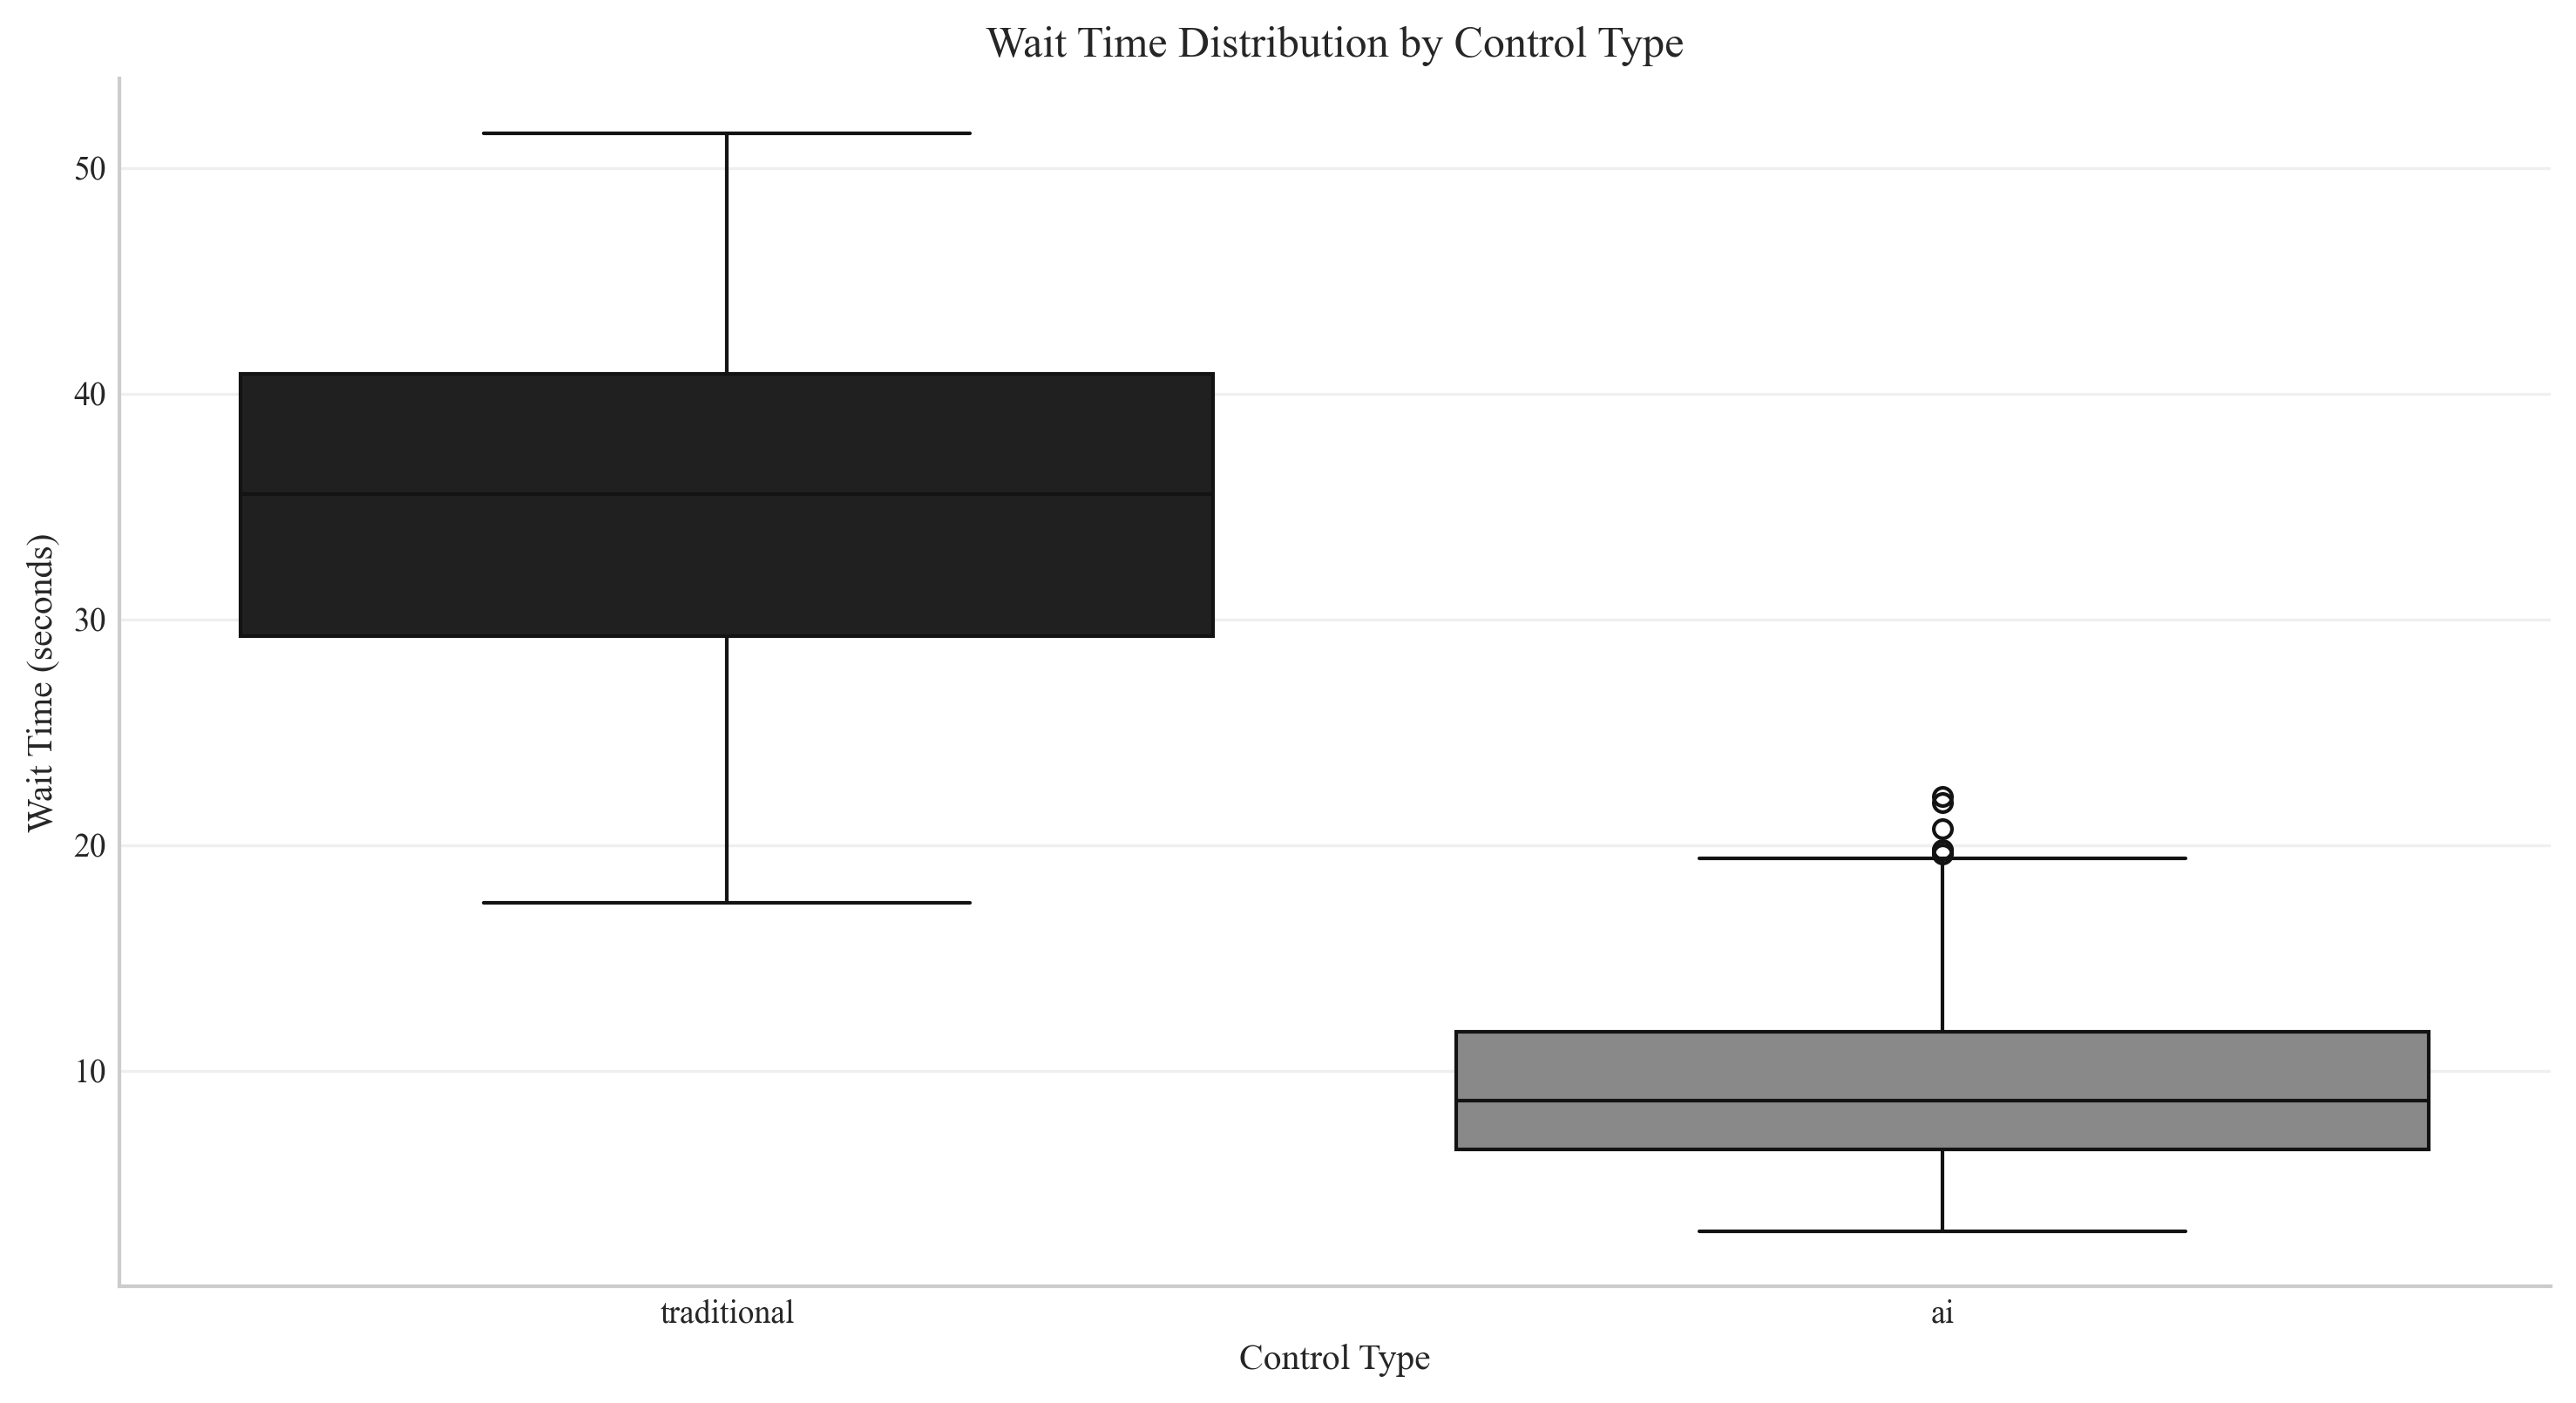 Wait Time Distribution by Control Type
Wait Time (seconds)
50
40
30
20
10
traditional
ai
Control Type